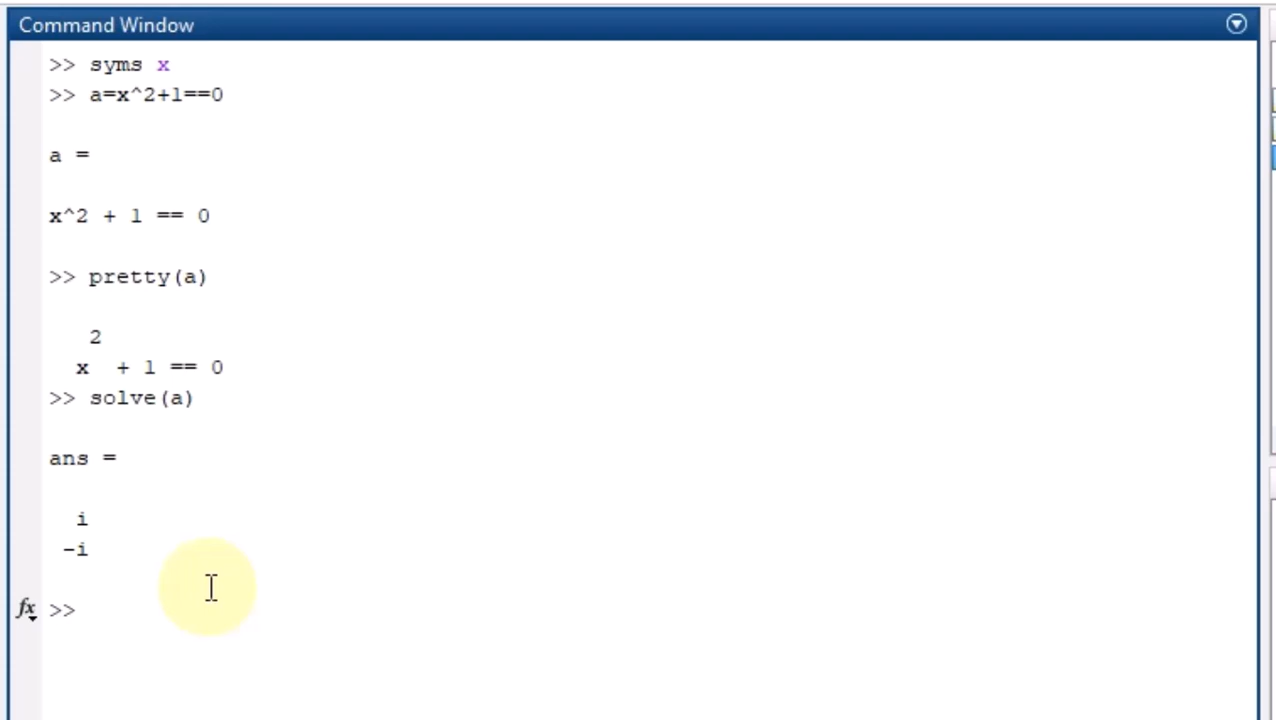 Command Window
>> syms x
>> a=x^2+1==0
a =
x^2 + 1 == 0
>> pretty(a)
2
x  + 1 == 0
>> solve(a)
ans =
i
-i
fx >>